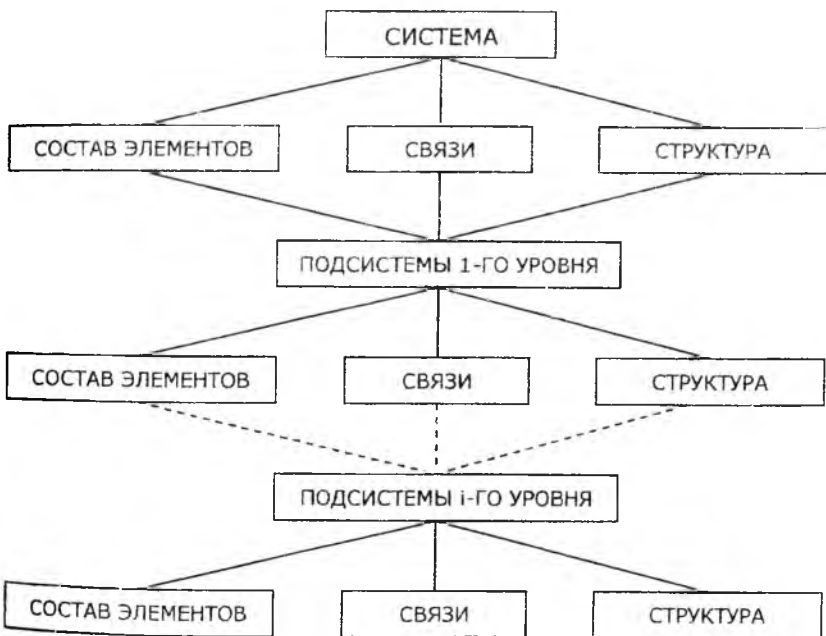 СИСТЕМА
СОСТАВ ЭЛЕМЕНТОВ
СВЯЗИ
СТРУКТУРА
ПОДСИСТЕМЫ 1-ГО УРОВНЯ
СОСТАВ ЭЛЕМЕНТОВ
СВЯЗИ
СТРУКТУРА
ПОДСИСТЕМЫ i-ГО УРОВНЯ
СОСТАВ ЭЛЕМЕНТОВ
СВЯЗИ
СТРУКТУРА